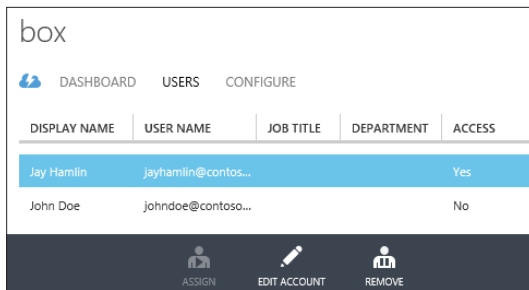 box
DASHBOARD USERS CONFIGURE
DISPLAY NAME USER NAME JOB TITLE DEPARTMENT ACCESS
Jay Hamlin jayhamlin@contos... Yes
John Doe johndoe@contoso... No
ASSIGN EDIT ACCOUNT REMOVE